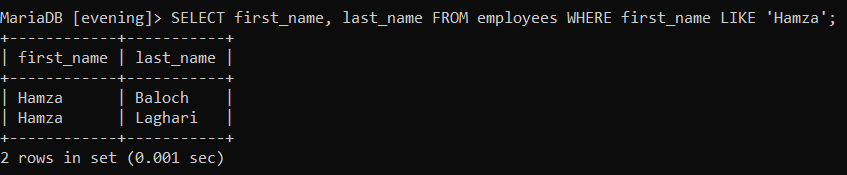 MariaDB [evening]> SELECT first_name, last_name FROM employees WHERE first_name LIKE 'Hamza';
+------------+-----------+
| first_name | last_name |
+------------+-----------+
| Hamza      | Baloch    |
| Hamza      | Laghari   |
+------------+-----------+
2 rows in set (0.001 sec)